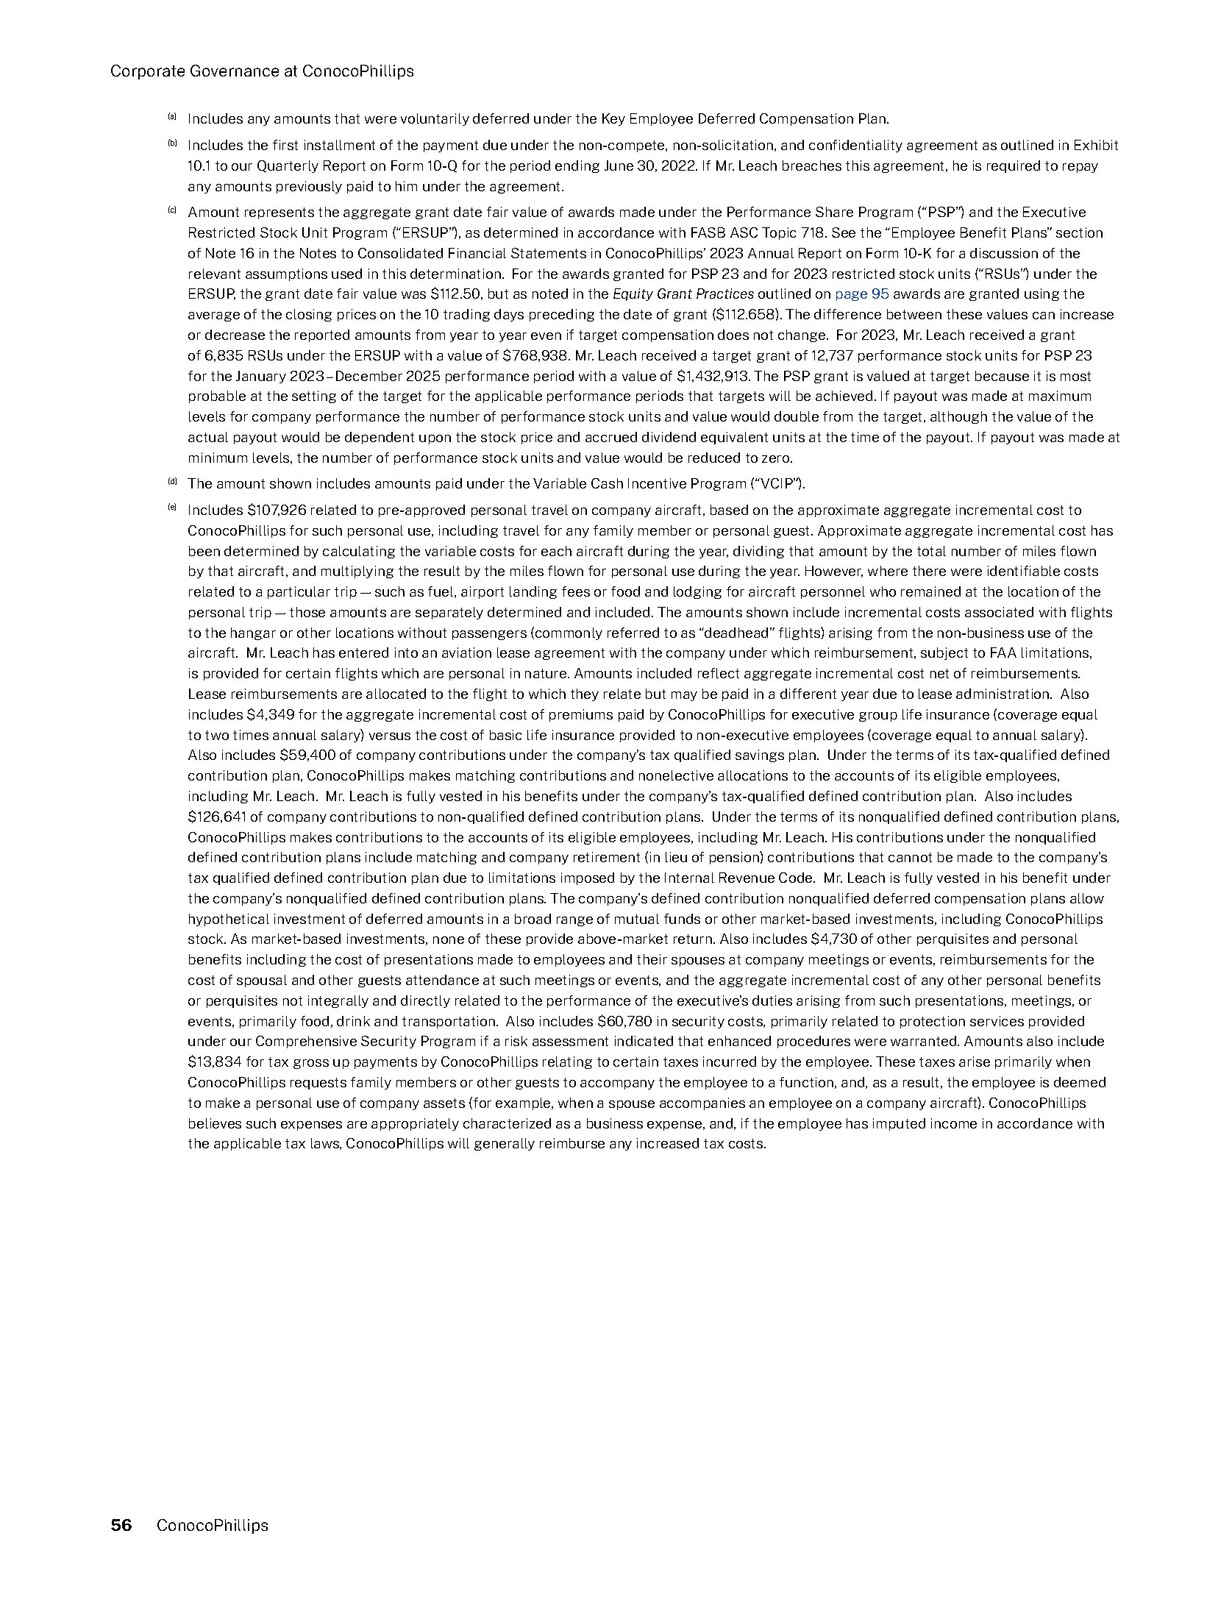 Corporate Governance at ConocoPhillips
(a) Includes any amounts that were voluntarily deferred under the Key Employee Deferred Compensation Plan.
(b) Includes the first installment of the payment due under the non-compete, non-solicitation, and confidentiality agreement as outlined in Exhibit
10.1 to our Quarterly Report on Form 10-Q for the period ending June 30, 2022. If Mr. Leach breaches this agreement, he is required to repay
any amounts previously paid to him under the agreement.
(c) Amount represents the aggregate grant date fair value of awards made under the Performance Share Program (“PSP”) and the Executive
Restricted Stock Unit Program (“ERSUP”), as determined in accordance with FASB ASC Topic 718. See the “Employee Benefit Plans” section
of Note 16 in the Notes to Consolidated Financial Statements in ConocoPhillips’ 2023 Annual Report on Form 10-K for a discussion of the
relevant assumptions used in this determination. For the awards granted for PSP 23 and for 2023 restricted stock units (“RSUs”) under the
ERSUP, the grant date fair value was $112.50, but as noted in the Equity Grant Practices outlined on page 95 awards are granted using the
average of the closing prices on the 10 trading days preceding the date of grant ($112.658). The difference between these values can increase
or decrease the reported amounts from year to year even if target compensation does not change. For 2023, Mr. Leach received a grant
of 6,835 RSUs under the ERSUP with a value of $768,938. Mr. Leach received a target grant of 12,737 performance stock units for PSP 23
for the January 2023–December 2025 performance period with a value of $1,432,913. The PSP grant is valued at target because it is most
probable at the setting of the target for the applicable performance periods that targets will be achieved. If payout was made at maximum
levels for company performance the number of performance stock units and value would double from the target, although the value of the
actual payout would be dependent upon the stock price and accrued dividend equivalent units at the time of the payout. If payout was made at
minimum levels, the number of performance stock units and value would be reduced to zero.
(d) The amount shown includes amounts paid under the Variable Cash Incentive Program (“VCIP”).
(e) Includes $107,926 related to pre-approved personal travel on company aircraft, based on the approximate aggregate incremental cost to
ConocoPhillips for such personal use, including travel for any family member or personal guest. Approximate aggregate incremental cost has
been determined by calculating the variable costs for each aircraft during the year, dividing that amount by the total number of miles flown
by that aircraft, and multiplying the result by the miles flown for personal use during the year. However, where there were identifiable costs
related to a particular trip — such as fuel, airport landing fees or food and lodging for aircraft personnel who remained at the location of the
personal trip — those amounts are separately determined and included. The amounts shown include incremental costs associated with flights
to the hangar or other locations without passengers (commonly referred to as “deadhead” flights) arising from the non-business use of the
aircraft. Mr. Leach has entered into an aviation lease agreement with the company under which reimbursement, subject to FAA limitations,
is provided for certain flights which are personal in nature. Amounts included reflect aggregate incremental cost net of reimbursements.
Lease reimbursements are allocated to the flight to which they relate but may be paid in a different year due to lease administration. Also
includes $4,349 for the aggregate incremental cost of premiums paid by ConocoPhillips for executive group life insurance (coverage equal
to two times annual salary) versus the cost of basic life insurance provided to non-executive employees (coverage equal to annual salary).
Also includes $59,400 of company contributions under the company’s tax qualified savings plan. Under the terms of its tax-qualified defined
contribution plan, ConocoPhillips makes matching contributions and nonelective allocations to the accounts of its eligible employees,
including Mr. Leach. Mr. Leach is fully vested in his benefits under the company’s tax-qualified defined contribution plan. Also includes
$126,641 of company contributions to non-qualified defined contribution plans. Under the terms of its nonqualified defined contribution plans,
ConocoPhillips makes contributions to the accounts of its eligible employees, including Mr. Leach. His contributions under the nonqualified
defined contribution plans include matching and company retirement (in lieu of pension) contributions that cannot be made to the company’s
tax qualified defined contribution plan due to limitations imposed by the Internal Revenue Code. Mr. Leach is fully vested in his benefit under
the company’s nonqualified defined contribution plans. The company’s defined contribution nonqualified deferred compensation plans allow
hypothetical investment of deferred amounts in a broad range of mutual funds or other market-based investments, including ConocoPhillips
stock. As market-based investments, none of these provide above-market return. Also includes $4,730 of other perquisites and personal
benefits including the cost of presentations made to employees and their spouses at company meetings or events, reimbursements for the
cost of spousal and other guests attendance at such meetings or events, and the aggregate incremental cost of any other personal benefits
or perquisites not integrally and directly related to the performance of the executive’s duties arising from such presentations, meetings, or
events, primarily food, drink and transportation. Also includes $60,780 in security costs, primarily related to protection services provided
under our Comprehensive Security Program if a risk assessment indicated that enhanced procedures were warranted. Amounts also include
$13,834 for tax gross up payments by ConocoPhillips relating to certain taxes incurred by the employee. These taxes arise primarily when
ConocoPhillips requests family members or other guests to accompany the employee to a function, and, as a result, the employee is deemed
to make a personal use of company assets (for example, when a spouse accompanies an employee on a company aircraft). ConocoPhillips
believes such expenses are appropriately characterized as a business expense, and, if the employee has imputed income in accordance with
the applicable tax laws, ConocoPhillips will generally reimburse any increased tax costs.
56 ConocoPhillips